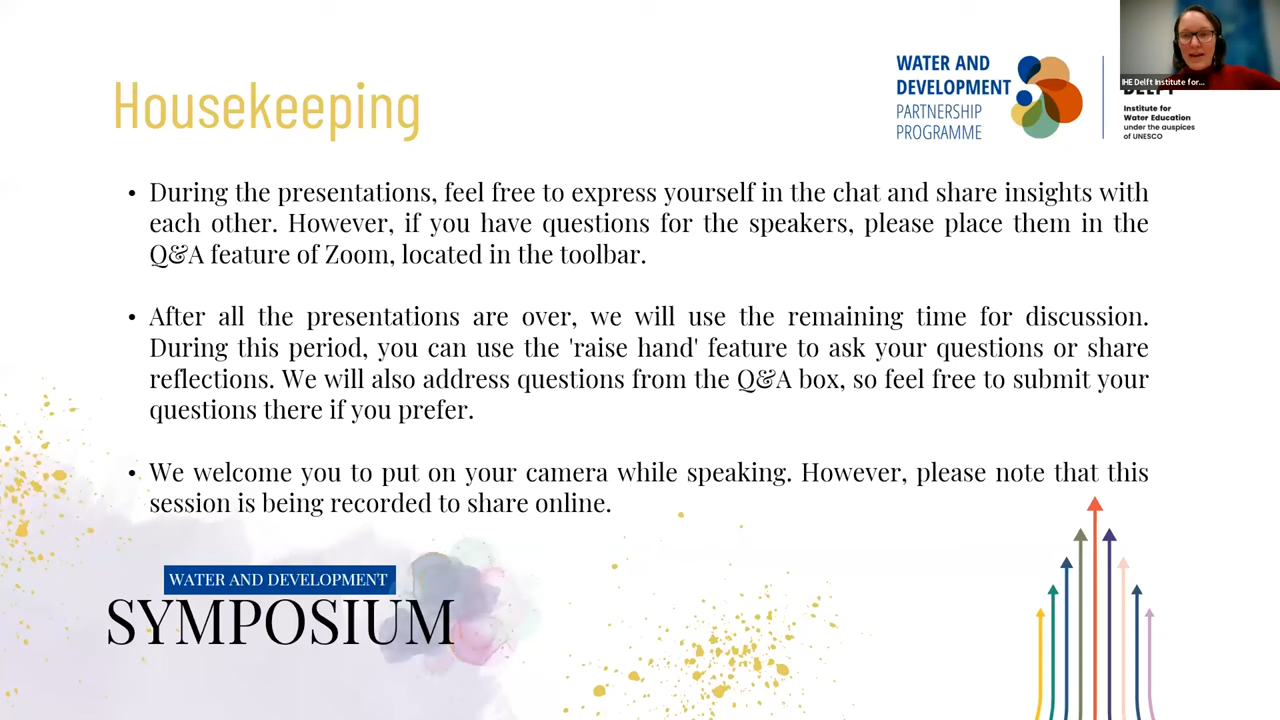 Housekeeping
WATER AND
DEVELOPMENT
PARTNERSHIP
PROGRAMME
IHE Delft Institute for...
Institute for
Water Education
under the auspices
of UNESCO
• During the presentations, feel free to express yourself in the chat and share insights with
each other. However, if you have questions for the speakers, please place them in the
Q&A feature of Zoom, located in the toolbar.
• After all the presentations are over, we will use the remaining time for discussion.
During this period, you can use the 'raise hand' feature to ask your questions or share
reflections. We will also address questions from the Q&A box, so feel free to submit your
questions there if you prefer.
• We welcome you to put on your camera while speaking. However, please note that this
session is being recorded to share online.
WATER AND DEVELOPMENT
SYMPOSIUM